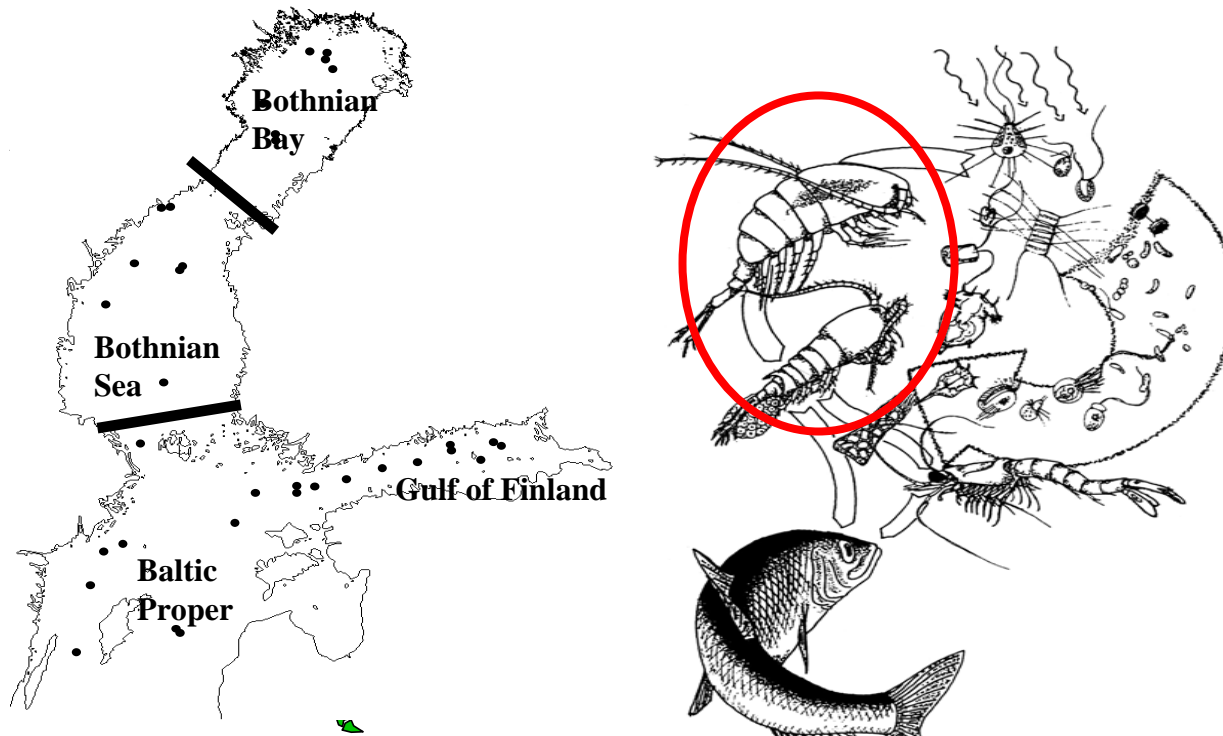 Bothnian
Bay
Bothnian
Sea
Gulf of Finland
Baltic
Proper